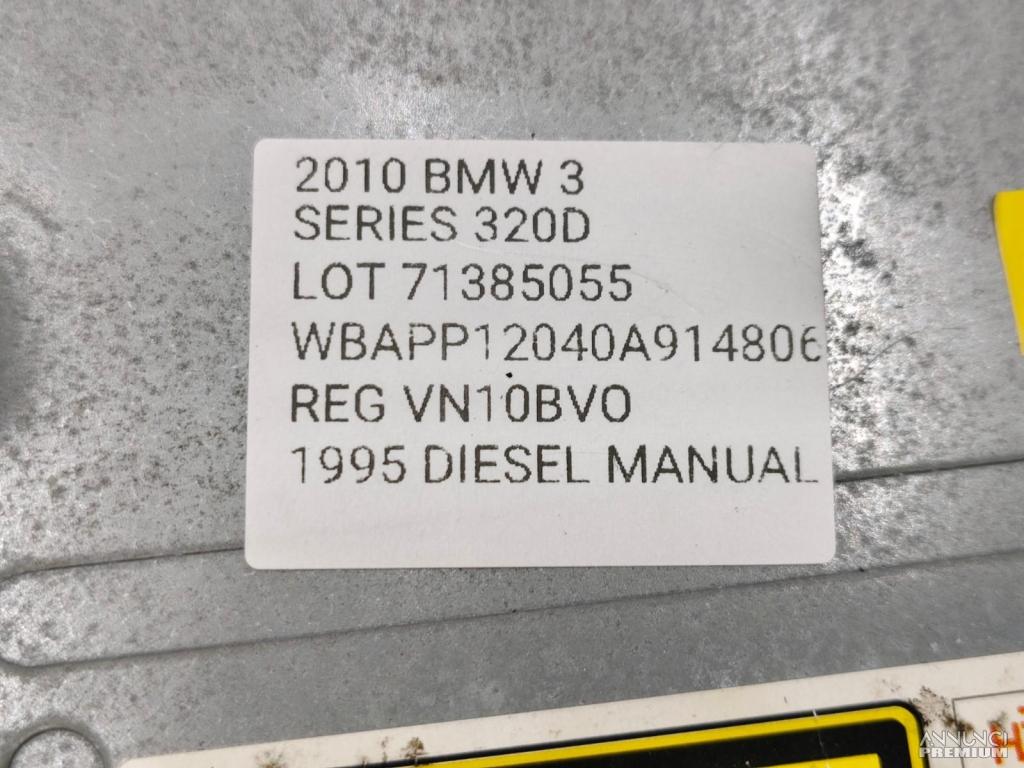 2010 BMW 3
SERIES 320D
LOT 71385055
WBAPP12040A914806
REG VN10BVO
1995 DIESEL MANUAL
ANNUNCI
PREMIUM